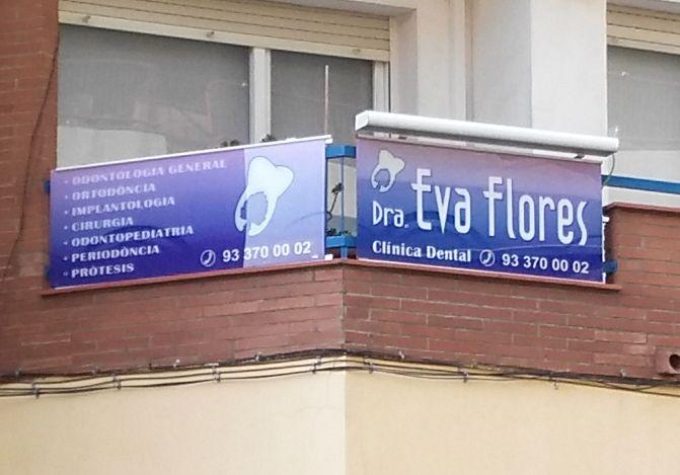 • ODONTOLOGIA GENERAL
• ORTODÒNCIA
• IMPLANTOLOGIA
• CIRURGIA
• ODONTOPEDIATRIA
• PERIODÒNCIA
• PRÒTESIS
93 370 00 02
Dra. Eva Flores
Clínica Dental 93 370 00 02